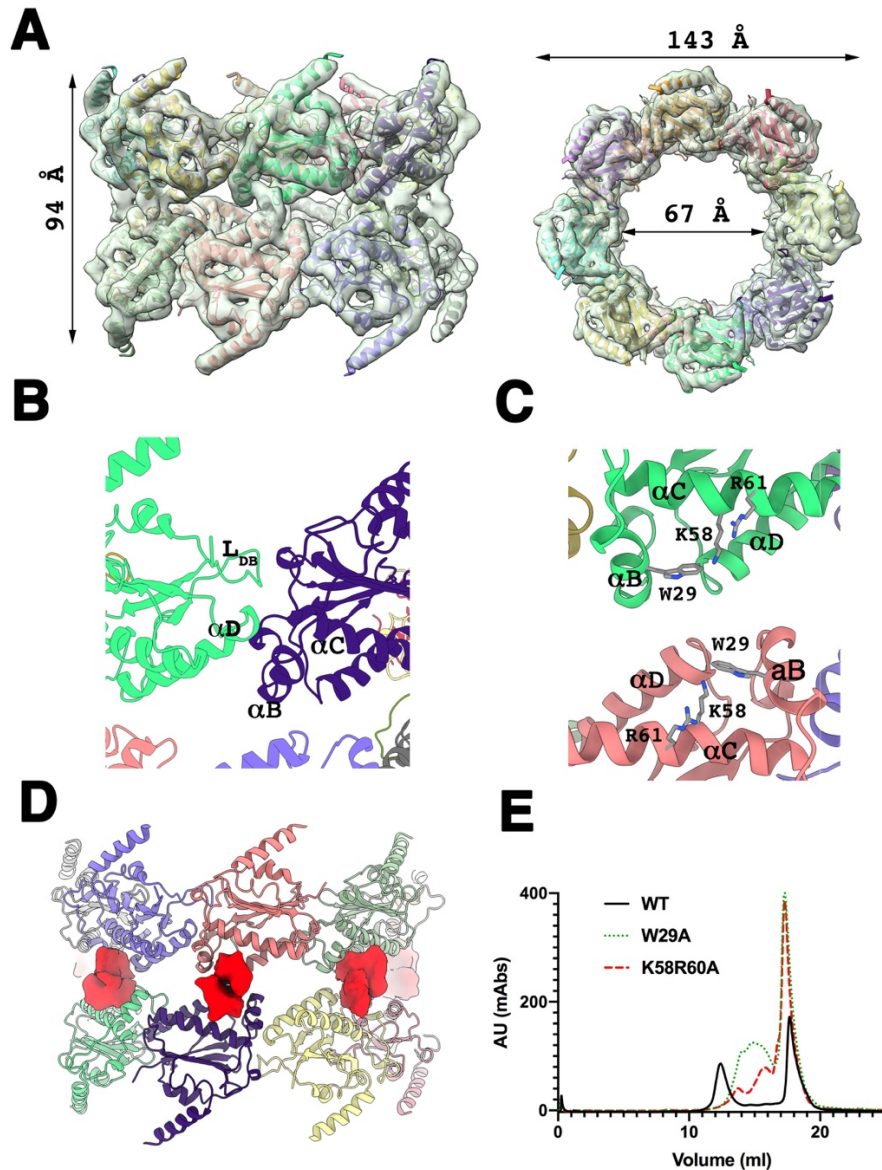 A
94 Å
143 Å
67 Å
B
L DB
αD
αC
αB
C
R61
αC
K58
αD
αB
W29
W29
αD
aB
K58
R61
αC
D
E
400
200
0
AU (mAbs)
WT
W29A
K58R60A
0
10
20
Volume (ml)